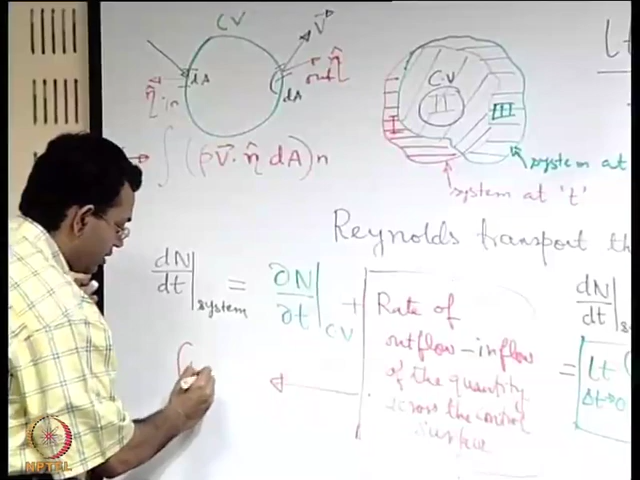 CV
V
dA
η̂ in
out η̂
dA
∫ (ρV · η̂ dA) n
CV
I
II
III
system at
system at 't'
lt
Reynolds transport th
dN/dt|system = ∂N/∂t|CV +
Rate of
outflow - inflow
of the quantity
across the control
surface
dN
dt
= lt
Δt→0
NPTEL